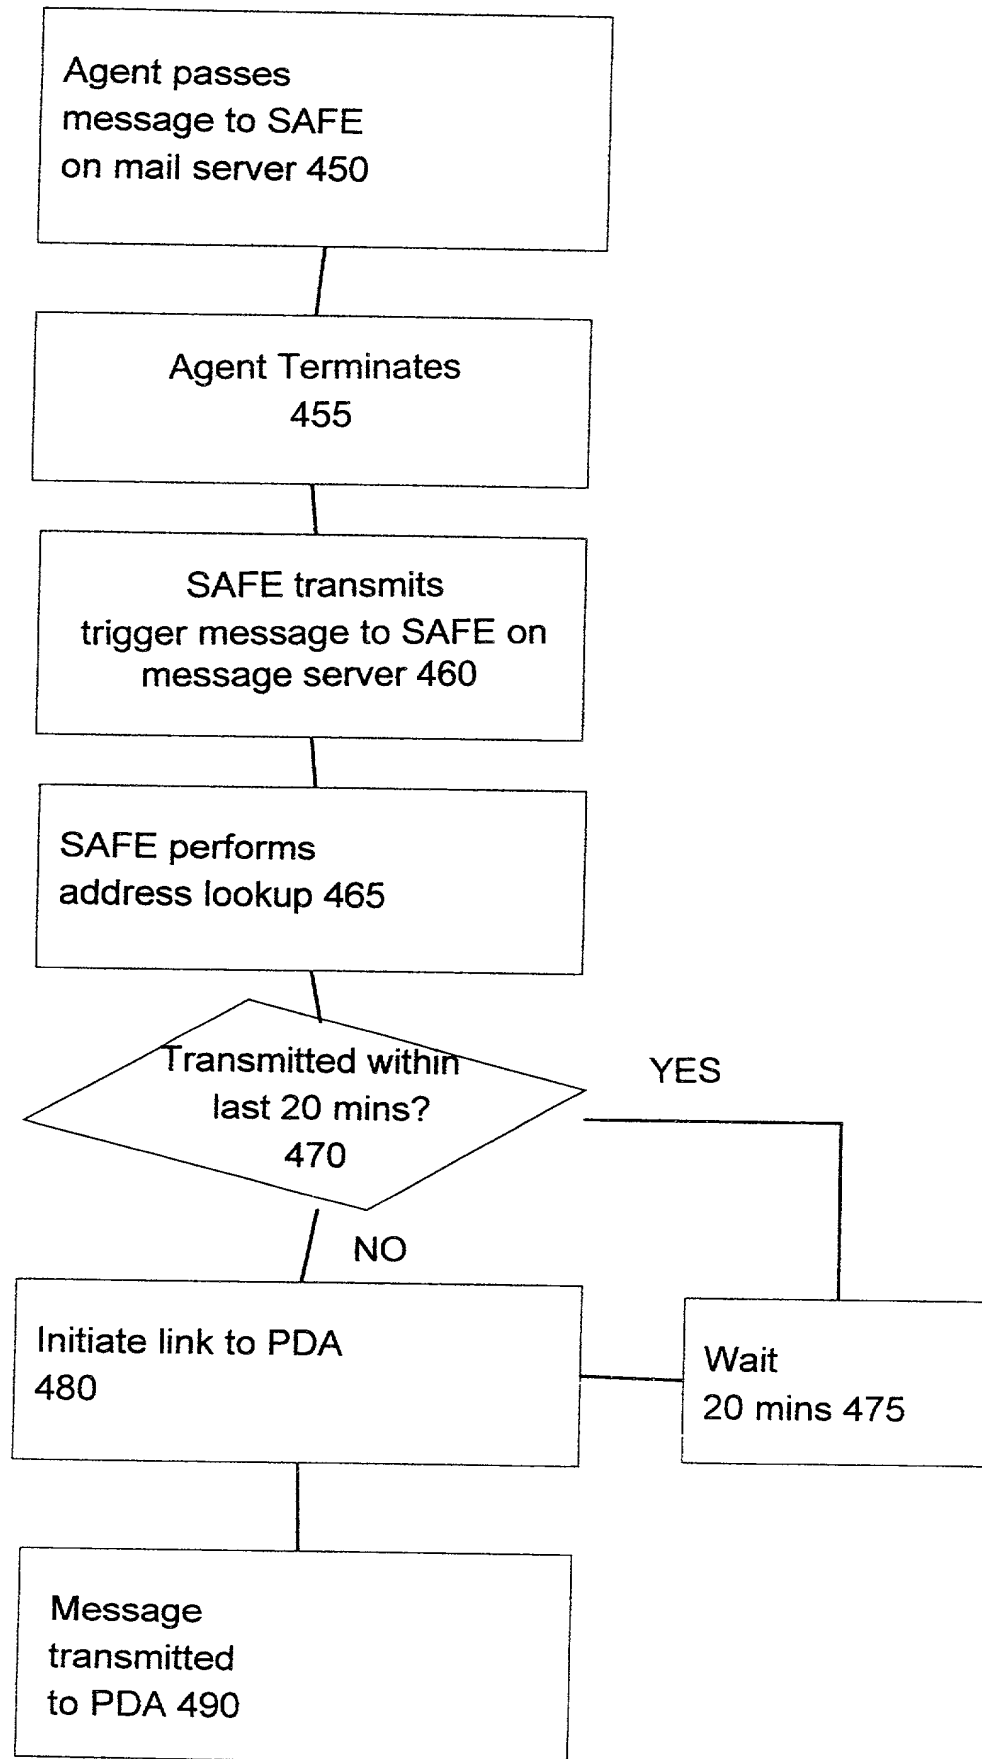 Agent passes
message to SAFE
on mail server 450
Agent Terminates
455
SAFE transmits
trigger message to SAFE on
message server 460
SAFE performs
address lookup 465
Transmitted within
last 20 mins?
470
YES
NO
Initiate link to PDA
480
Wait
20 mins 475
Message
transmitted
to PDA 490